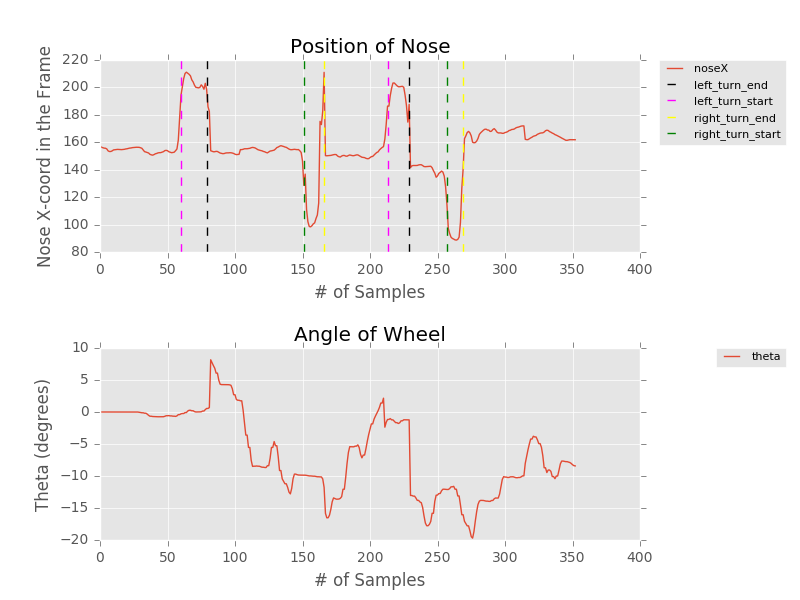 Position of Nose
Nose X-coord in the Frame
220
200
180
160
140
120
100
80
0 50 100 150 200 250 300 350 400
# of Samples
noseX
left_turn_end
left_turn_start
right_turn_end
right_turn_start
Angle of Wheel
Theta (degrees)
10
5
0
−5
−10
−15
−20
0 50 100 150 200 250 300 350 400
# of Samples
theta